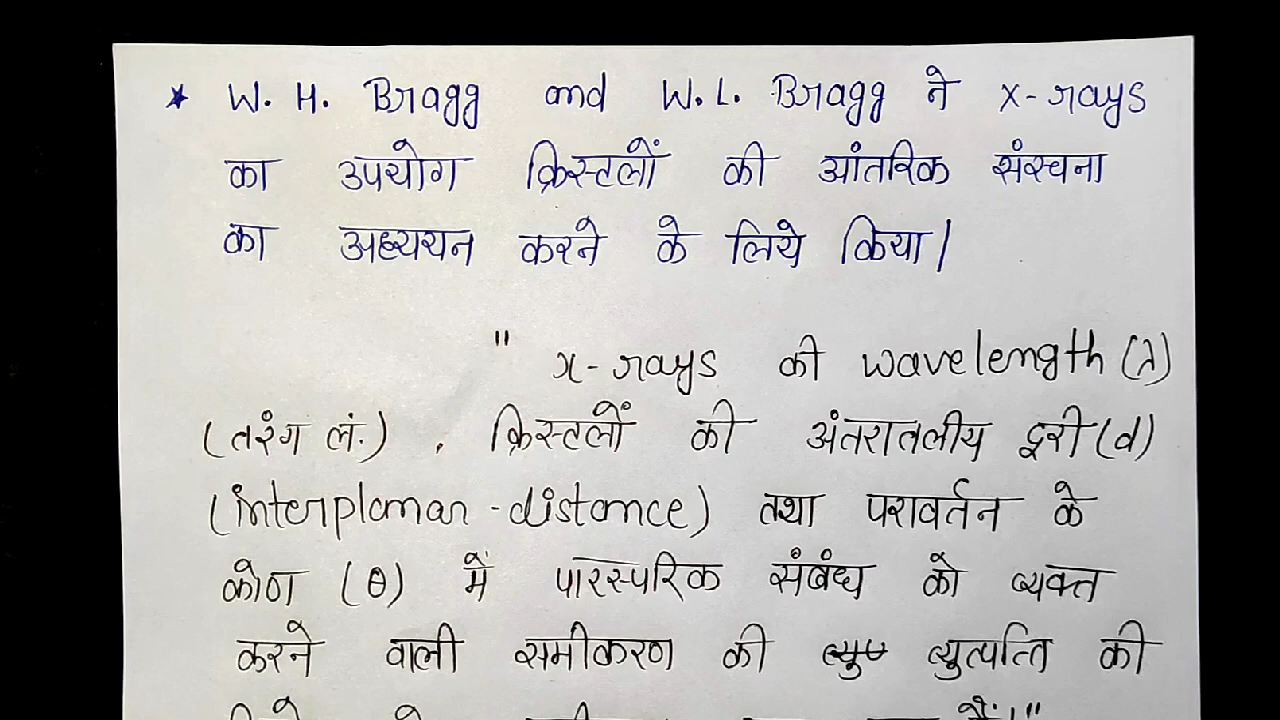 * W. H. Bragg and W. L. Bragg ने X-rays
का उपयोग क्रिस्टलों की आंतरिक संरचना
का अध्ययन करने के लिये किया।
" x-rays की wavelength (λ)
(तरंग लं.) , क्रिस्टलों की अंतरातलीय दूरी (d)
(interplanar-distance) तथा परावर्तन के
कोण (θ) में पारस्परिक संबंध को व्यक्त
करने वाली समीकरण की व्युत्पत्ति की